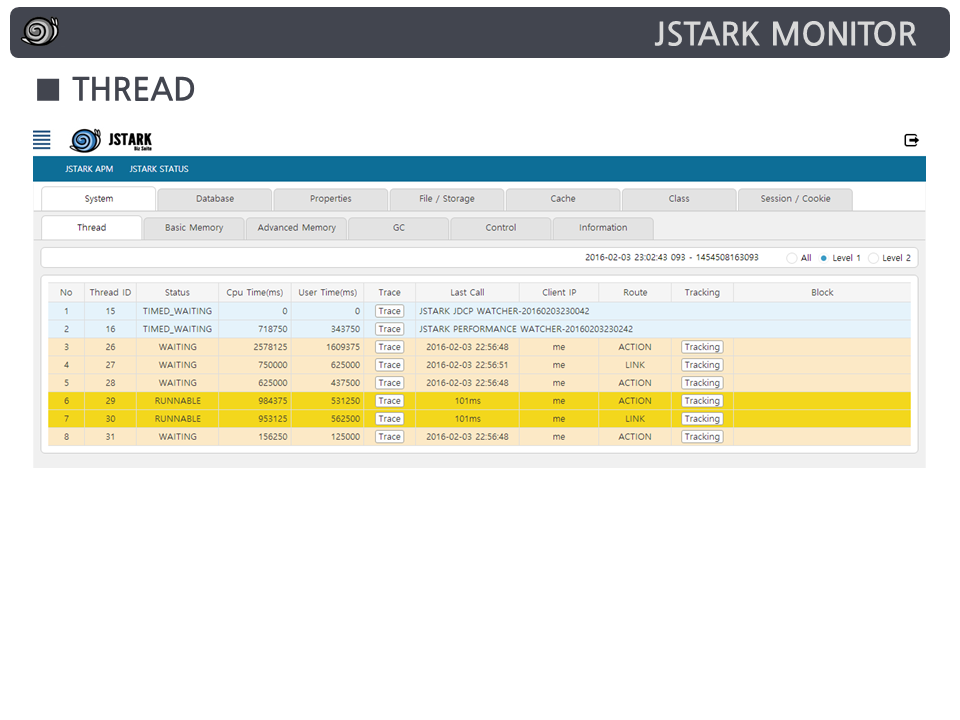 JSTARK MONITOR
■ THREAD
JSTARK
Biz Suite
JSTARK APM JSTARK STATUS
System Database Properties File / Storage Cache Class Session / Cookie
Thread Basic Memory Advanced Memory GC Control Information
2016-02-03 23:02:43 093 - 1454508163093 All Level 1 Level 2
No Thread ID Status Cpu Time(ms) User Time(ms) Trace Last Call Client IP Route Tracking Block
1 15 TIMED_WAITING 0 0 Trace JSTARK JDCP WATCHER-20160203230042
2 16 TIMED_WAITING 718750 343750 Trace JSTARK PERFORMANCE WATCHER-20160203230242
3 26 WAITING 2578125 1609375 Trace 2016-02-03 22:56:48 me ACTION Tracking
4 27 WAITING 750000 625000 Trace 2016-02-03 22:56:51 me LINK Tracking
5 28 WAITING 625000 437500 Trace 2016-02-03 22:56:48 me ACTION Tracking
6 29 RUNNABLE 984375 531250 Trace 101ms me ACTION Tracking
7 30 RUNNABLE 953125 562500 Trace 101ms me LINK Tracking
8 31 WAITING 156250 125000 Trace 2016-02-03 22:56:48 me ACTION Tracking